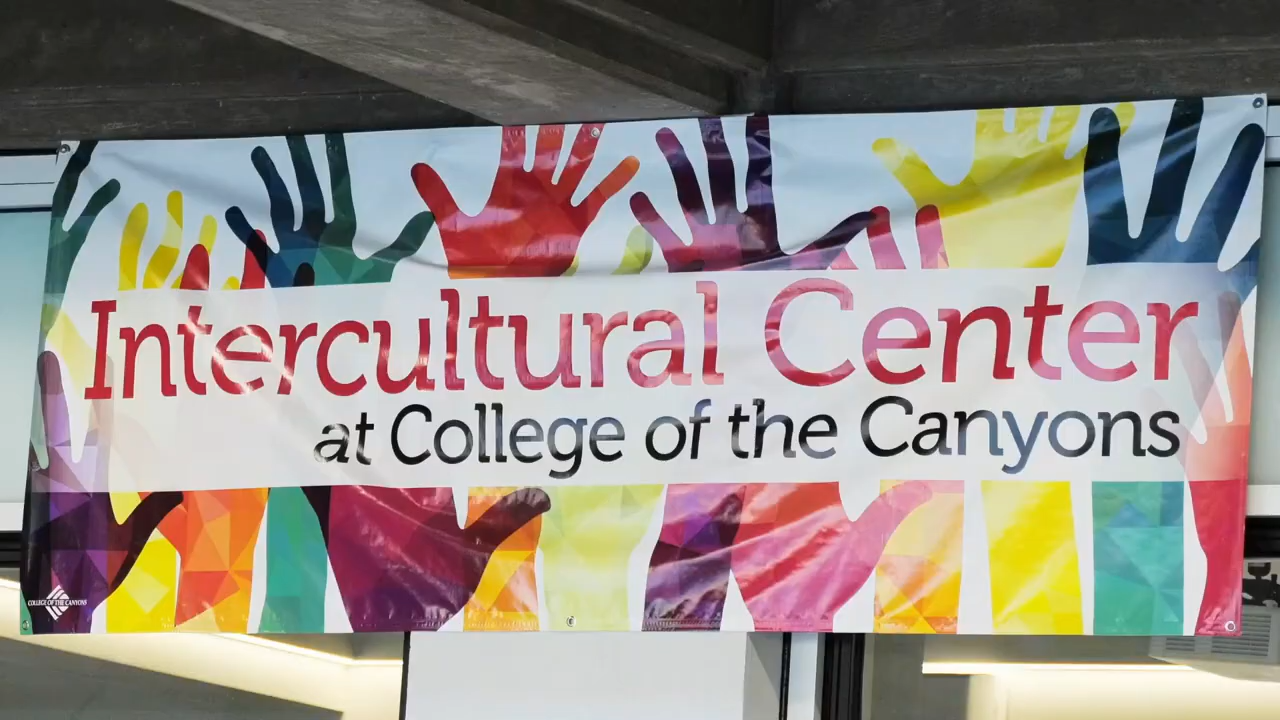 Intercultural Center
at College of the Canyons
COLLEGE OF THE CANYONS